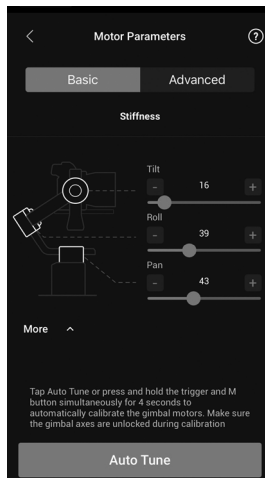 Motor Parameters
?
Basic
Advanced
Stiffness
Tilt
- 16 +
Roll
- 39 +
Pan
- 43 +
More
Tap Auto Tune or press and hold the trigger and M
button simultaneously for 4 seconds to
automatically calibrate the gimbal motors. Make sure
the gimbal axes are unlocked during calibration
Auto Tune